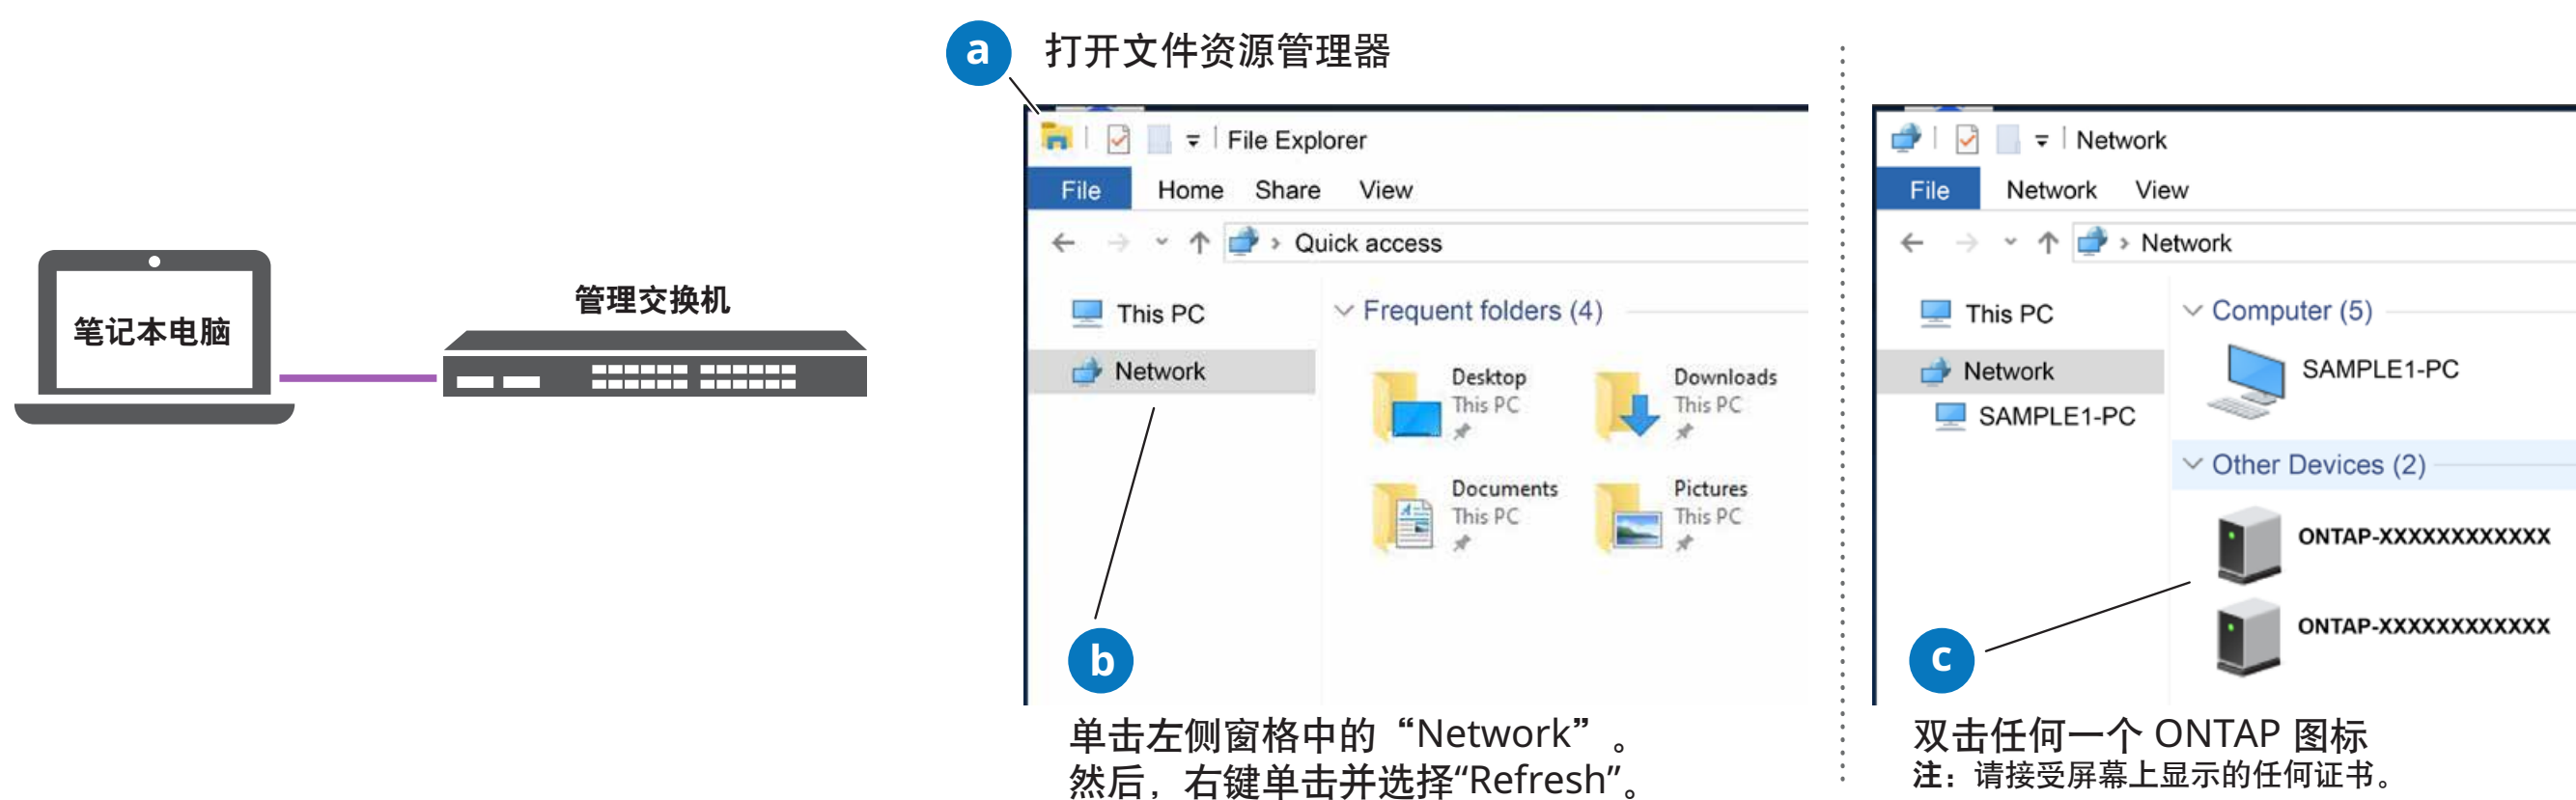 笔记本电脑
管理交换机
a 打开文件资源管理器
File Explorer
File Home Share View
Quick access
This PC
Network
Frequent folders (4)
Desktop
This PC
Downloads
This PC
Documents
This PC
Pictures
This PC
b
单击左侧窗格中的“Network”。
然后，右键单击并选择“Refresh”。
Network
File Network View
Network
This PC
Network
SAMPLE1-PC
Computer (5)
SAMPLE1-PC
Other Devices (2)
ONTAP-XXXXXXXXXXXX
ONTAP-XXXXXXXXXXXX
c
双击任何一个 ONTAP 图标
注：请接受屏幕上显示的任何证书。